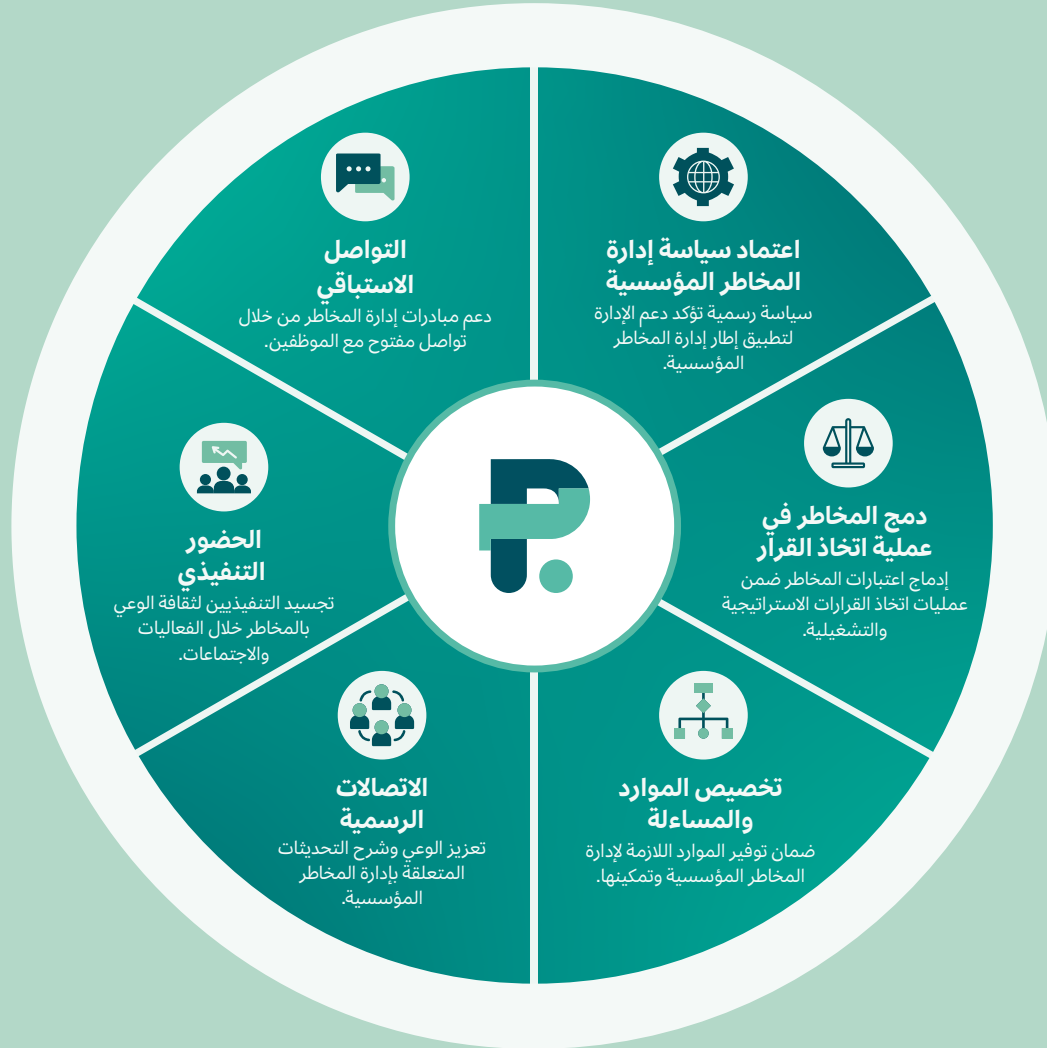 اعتماد سياسة إدارة
المخاطر المؤسسية
سياسة رسمية تؤكد دعم الإدارة
لتطبيق إطار إدارة المخاطر
المؤسسية.
دمج المخاطر في
عملية اتخاذ القرار
إدماج اعتبارات المخاطر ضمن
عمليات اتخاذ القرارات الاستراتيجية
والتشغيلية.
تخصيص الموارد
والمساءلة
ضمان توفير الموارد اللازمة لإدارة
المخاطر المؤسسية وتمكينها.
الاتصالات
الرسمية
تعزيز الوعي وشرح التحديثات
المتعلقة بإدارة المخاطر
المؤسسية.
الحضور
التنفيذي
تجسيد التنفيذيين لثقافة الوعي
بالمخاطر خلال الفعاليات
والاجتماعات.
التواصل
الاستباقي
دعم مبادرات إدارة المخاطر من خلال
تواصل مفتوح مع الموظفين.